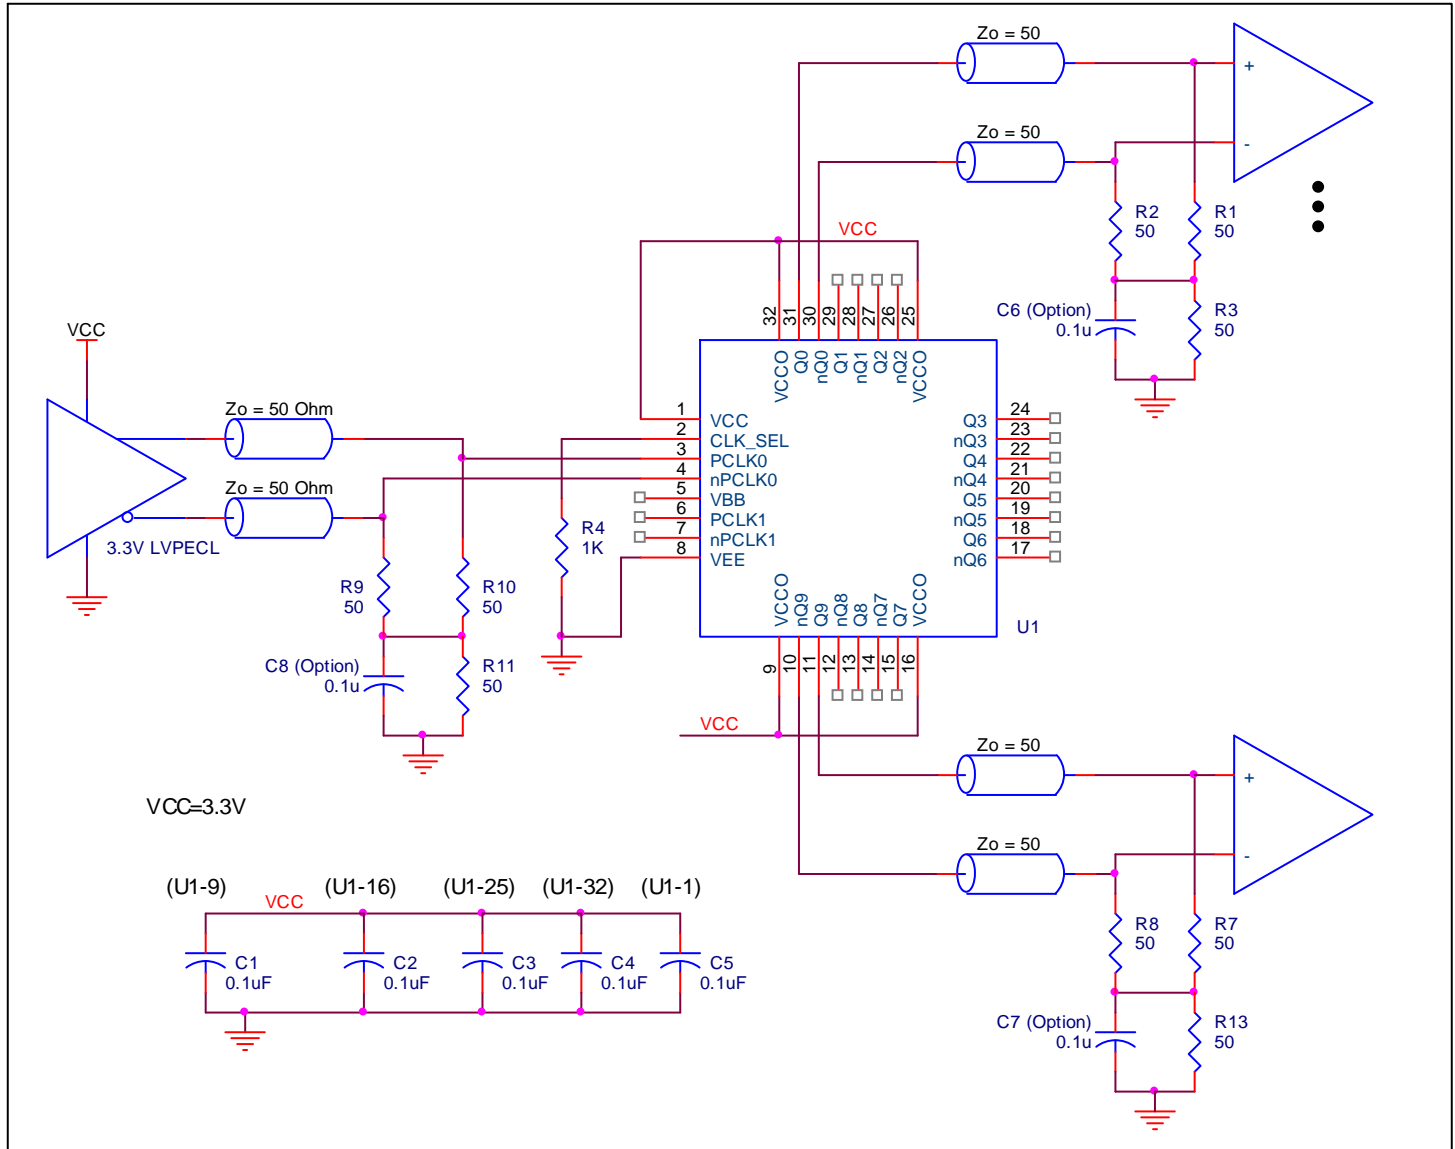 Zo = 50
+
Zo = 50
-
R2
50
R1
50
VCC
C6 (Option)
0.1u
R3
50
VCC
32
31
30
29
28
27
26
25
VCCO
Q0
nQ0
Q1
nQ1
Q2
nQ2
VCCO
Zo = 50 Ohm
Zo = 50 Ohm
3.3V LVPECL
1
2
3
4
5
6
7
8
VCC
CLK_SEL
PCLK0
nPCLK0
VBB
PCLK1
nPCLK1
VEE
Q3
nQ3
Q4
nQ4
Q5
nQ5
Q6
nQ6
24
23
22
21
20
19
18
17
R4
1K
R9
50
R10
50
VCCO
nQ9
Q9
nQ8
Q8
nQ7
Q7
VCCO
U1
9
10
11
12
13
14
15
16
C8 (Option)
0.1u
R11
50
VCC
Zo = 50
+
Zo = 50
-
VCC=3.3V
(U1-9)
(U1-16)
(U1-25)
(U1-32)
(U1-1)
VCC
C1
0.1uF
C2
0.1uF
C3
0.1uF
C4
0.1uF
C5
0.1uF
R8
50
R7
50
C7 (Option)
0.1u
R13
50